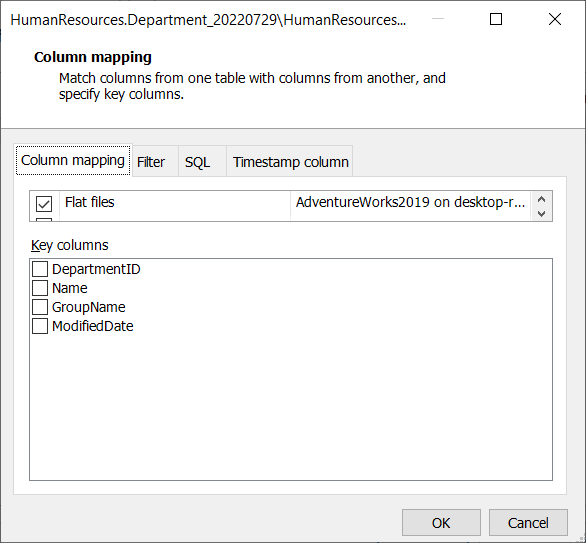 HumanResources.Department_20220729\HumanResources...
Column mapping
Match columns from one table with columns from another, and
specify key columns.
Column mapping
Filter
SQL
Timestamp column
Flat files
AdventureWorks2019 on desktop-r...
Key columns
DepartmentID
Name
GroupName
ModifiedDate
OK
Cancel